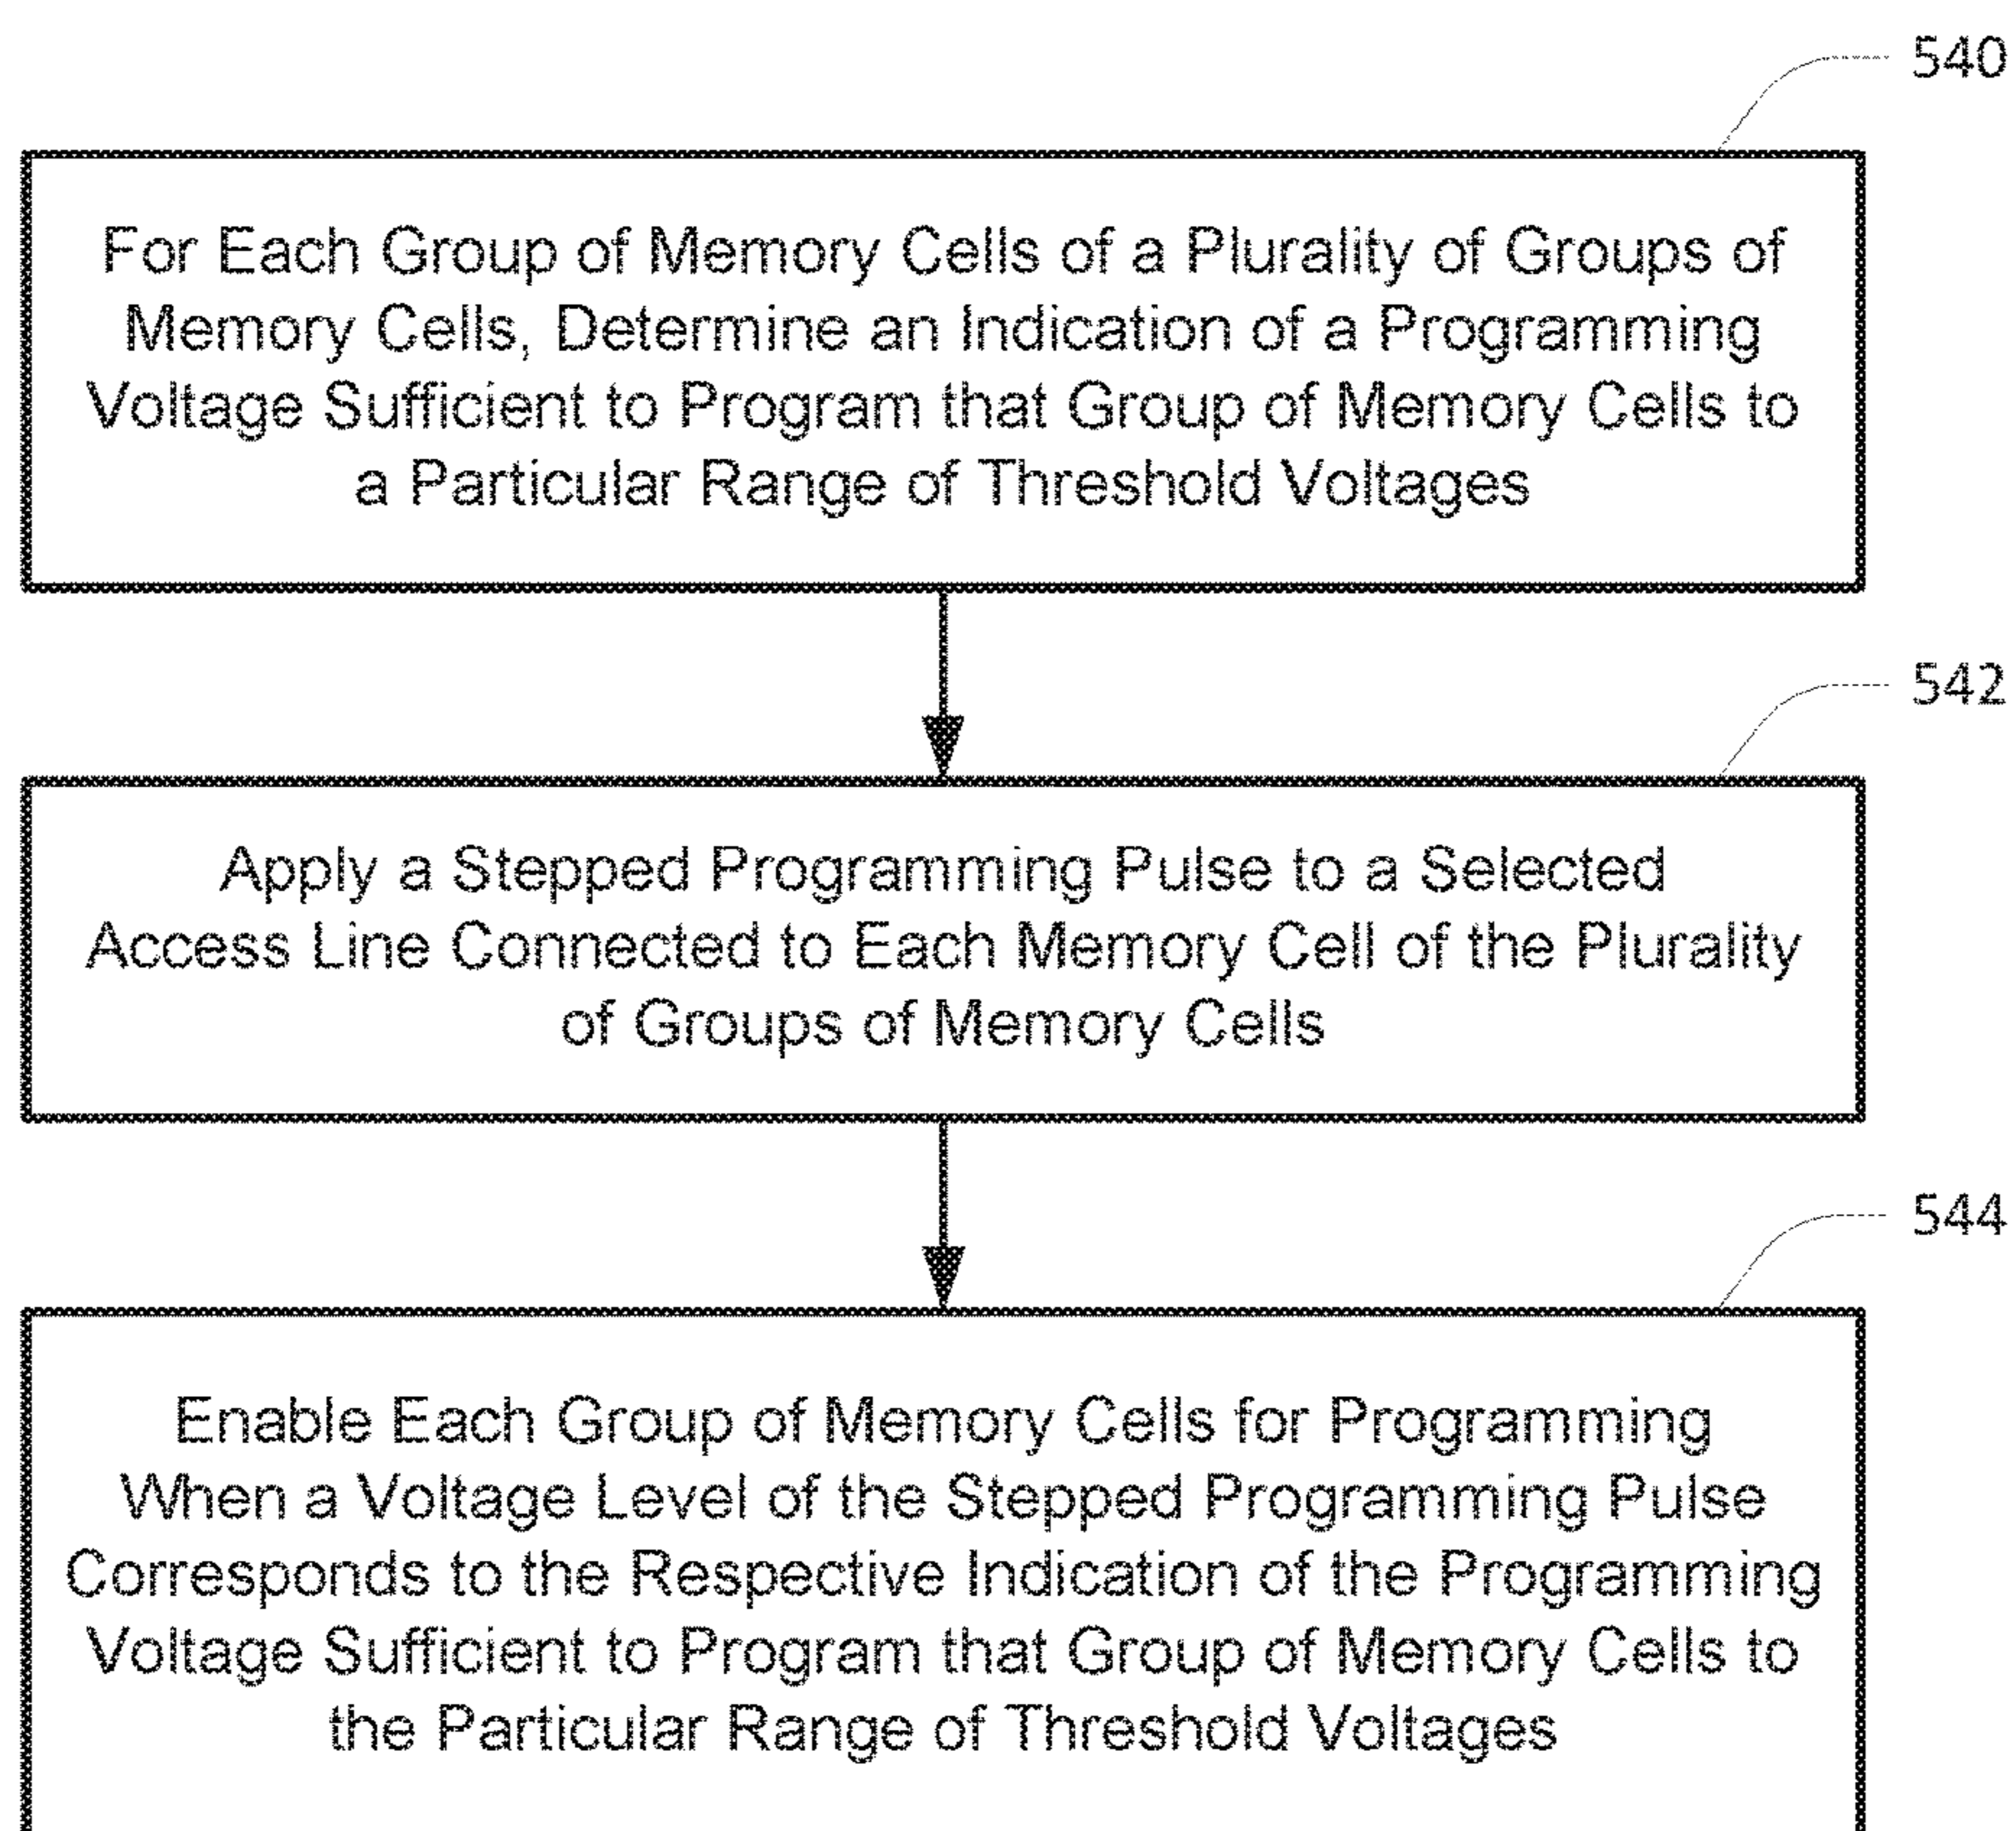 540
For Each Group of Memory Cells of a Plurality of Groups of
Memory Cells, Determine an Indication of a Programming
Voltage Sufficient to Program that Group of Memory Cells to
a Particular Range of Threshold Voltages
542
Apply a Stepped Programming Pulse to a Selected
Access Line Connected to Each Memory Cell of the Plurality
of Groups of Memory Cells
544
Enable Each Group of Memory Cells for Programming
When a Voltage Level of the Stepped Programming Pulse
Corresponds to the Respective Indication of the Programming
Voltage Sufficient to Program that Group of Memory Cells to
the Particular Range of Threshold Voltages